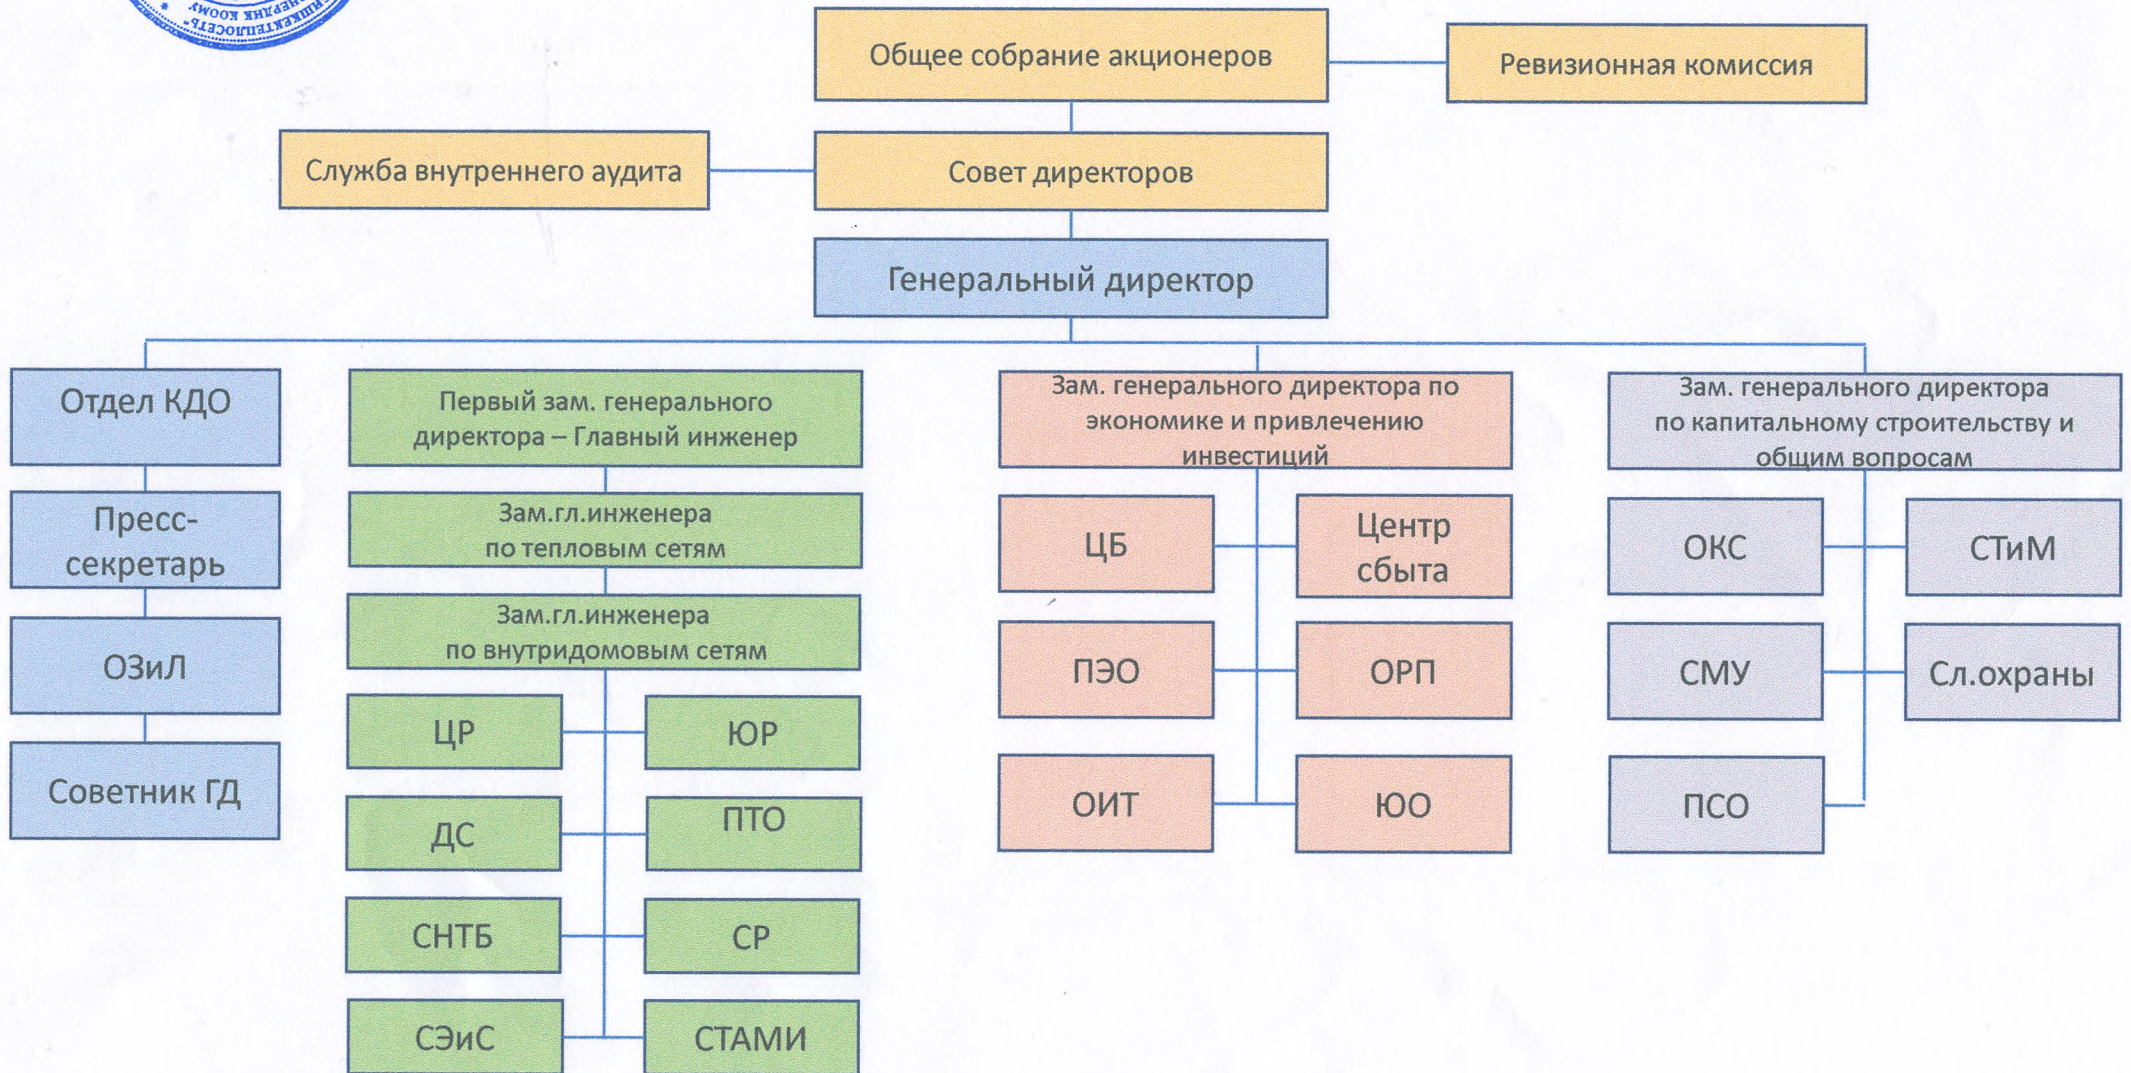 ИШКЕКТЕПЛОСЕТЬ"
КООМУ
Общее собрание акционеров
Ревизионная комиссия
Служба внутреннего аудита
Совет директоров
Генеральный директор
Отдел КДО
Пресс-
секретарь
ОЗиЛ
Советник ГД
Первый зам. генерального
директора – Главный инженер
Зам.гл.инженера
по тепловым сетям
Зам.гл.инженера
по внутридомовым сетям
ЦР
ЮР
ДС
ПТО
СНТБ
СР
СЭиС
СТАМИ
Зам. генерального директора по
экономике и привлечению
инвестиций
ЦБ
Центр
сбыта
ПЭО
ОРП
ОИТ
ЮО
Зам. генерального директора
по капитальному строительству и
общим вопросам
ОКС
СТиМ
СМУ
Сл.охраны
ПСО